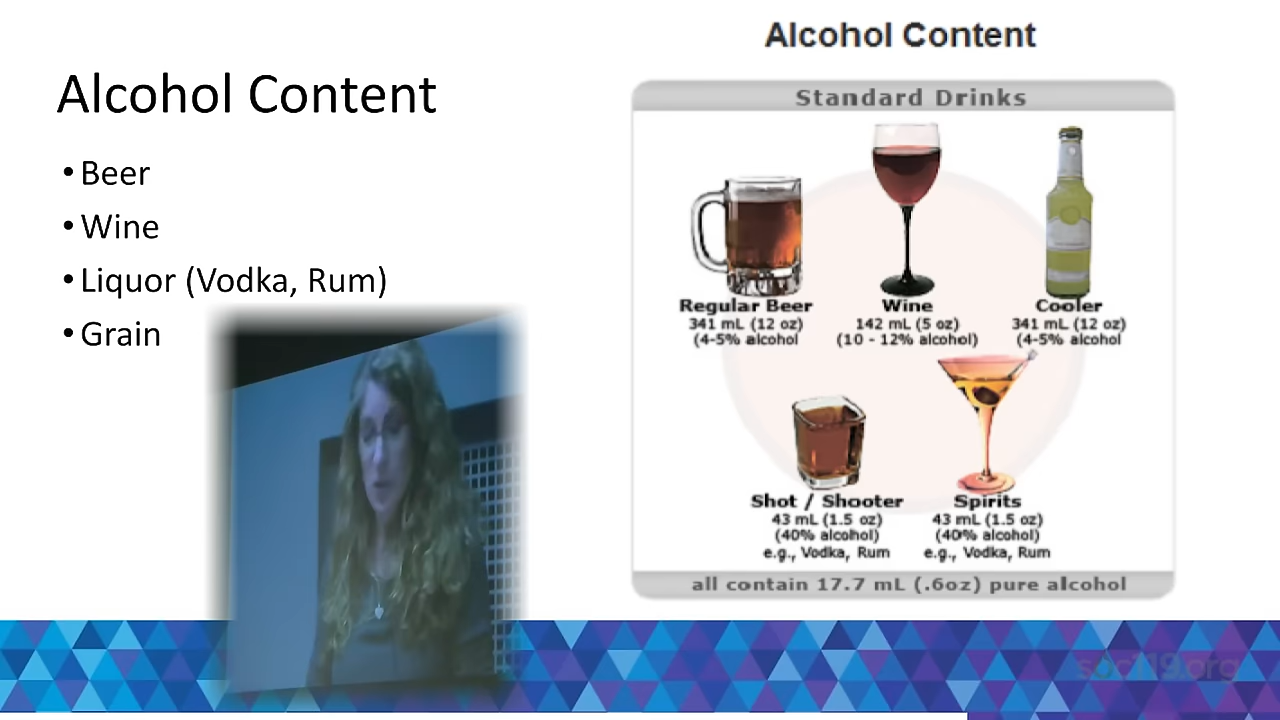 Alcohol Content
• Beer
• Wine
• Liquor (Vodka, Rum)
• Grain
Alcohol Content
Standard Drinks
Regular Beer
341 mL (12 oz)
(4-5% alcohol
Wine
142 mL (5 oz)
(10 - 12% alcohol)
Cooler
341 mL (12 oz)
(4-5% alcohol
Shot / Shooter
43 mL (1.5 oz)
(40% alcohol)
e.g., Vodka, Rum
Spirits
43 mL (1.5 oz)
(40% alcohol)
e.g., Vodka, Rum
all contain 17.7 mL (.6oz) pure alcohol
soc119.org